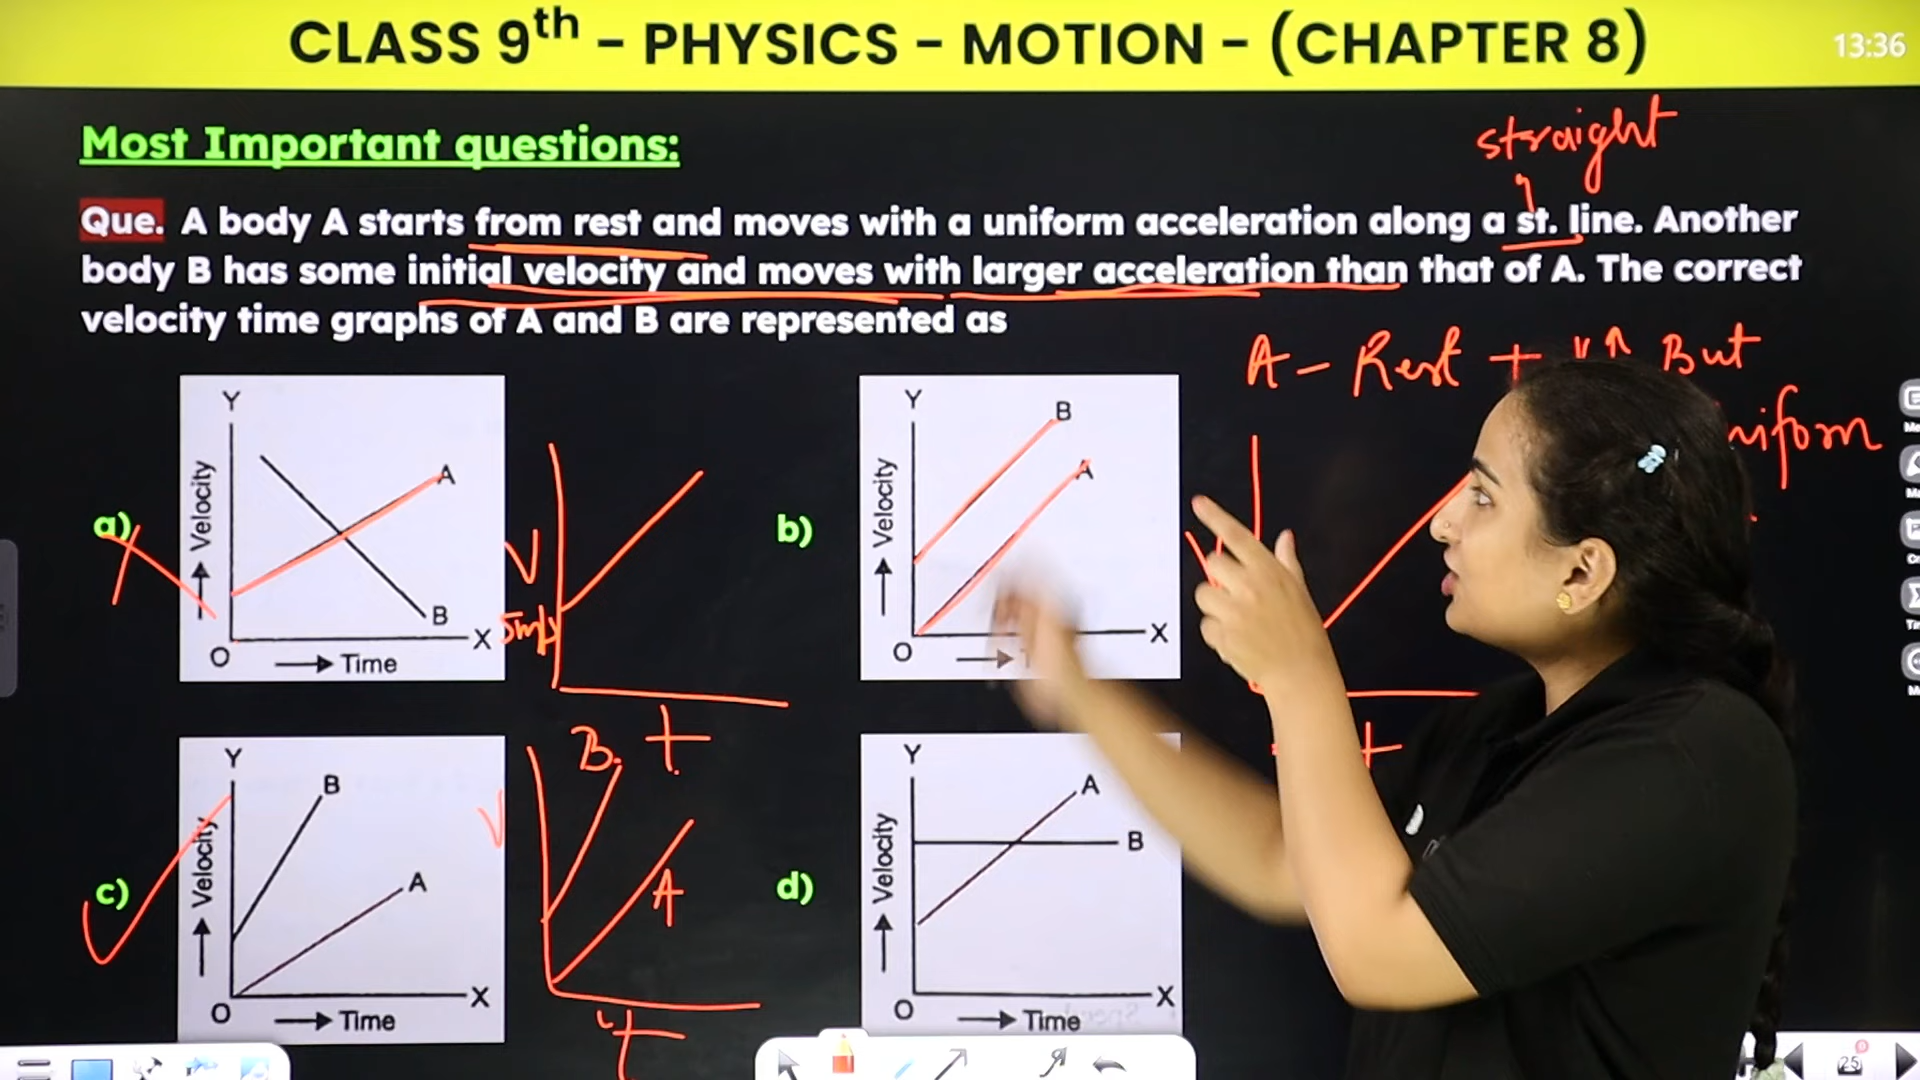 CLASS 9th - PHYSICS - MOTION - (CHAPTER 8)
13:36
Most Important questions:
straight
Que. A body A starts from rest and moves with a uniform acceleration along a st. line. Another
body B has some initial velocity and moves with larger acceleration than that of A. The correct
velocity time graphs of A and B are represented as
A - Rest + V↑ But
niform
a)
Y
Velocity
A
B
X
O
Time
V
5m/s
t
b)
Y
B
A
Velocity
X
O
t
c)
Y
B
Velocity
A
X
O
Time
V
B
A
t
d)
Y
A
B
Velocity
X
O
Time
25